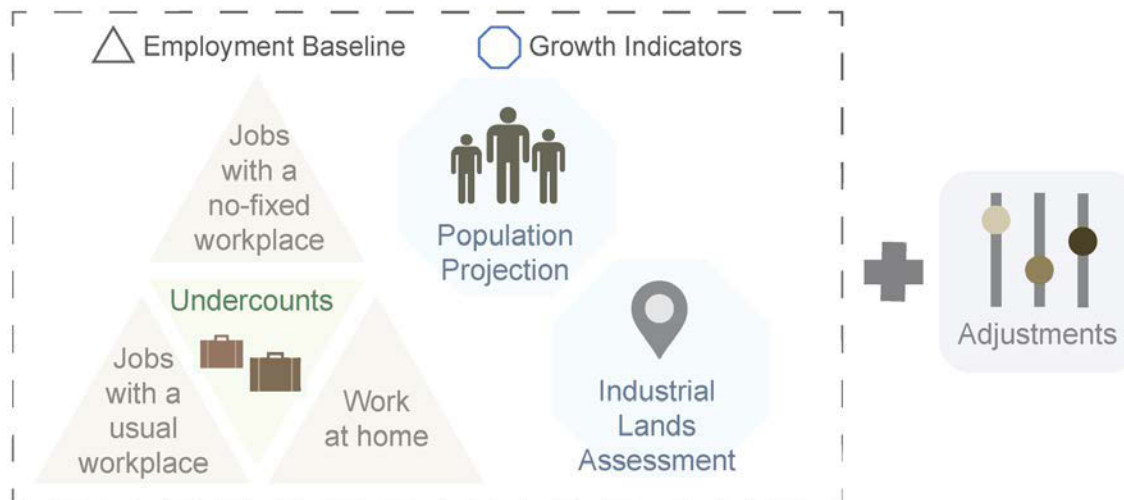 Employment Baseline
Growth Indicators
Jobs
with a
no-fixed
workplace
Population
Projection
Undercounts
Jobs
with a
usual
workplace
Work
at home
Industrial
Lands
Assessment
Adjustments